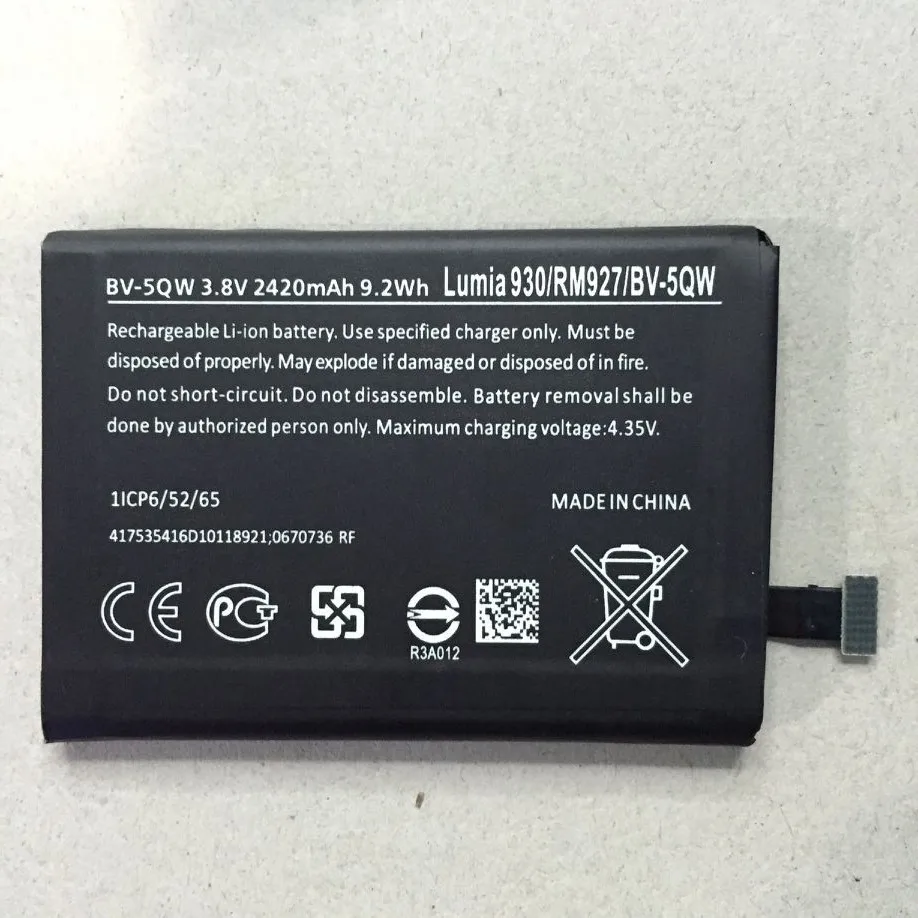 BV-5QW 3.8V 2420mAh 9.2Wh Lumia 930/RM927/BV-5QW
Rechargeable Li-ion battery. Use specified charger only. Must be
disposed of properly. May explode if damaged or disposed of in fire.
Do not short-circuit. Do not disassemble. Battery removal shall be
done by authorized person only. Maximum charging voltage:4.35V.
1ICP6/52/65 MADE IN CHINA
417535416D10118921;0670736 RF
CE PCT
R3A012